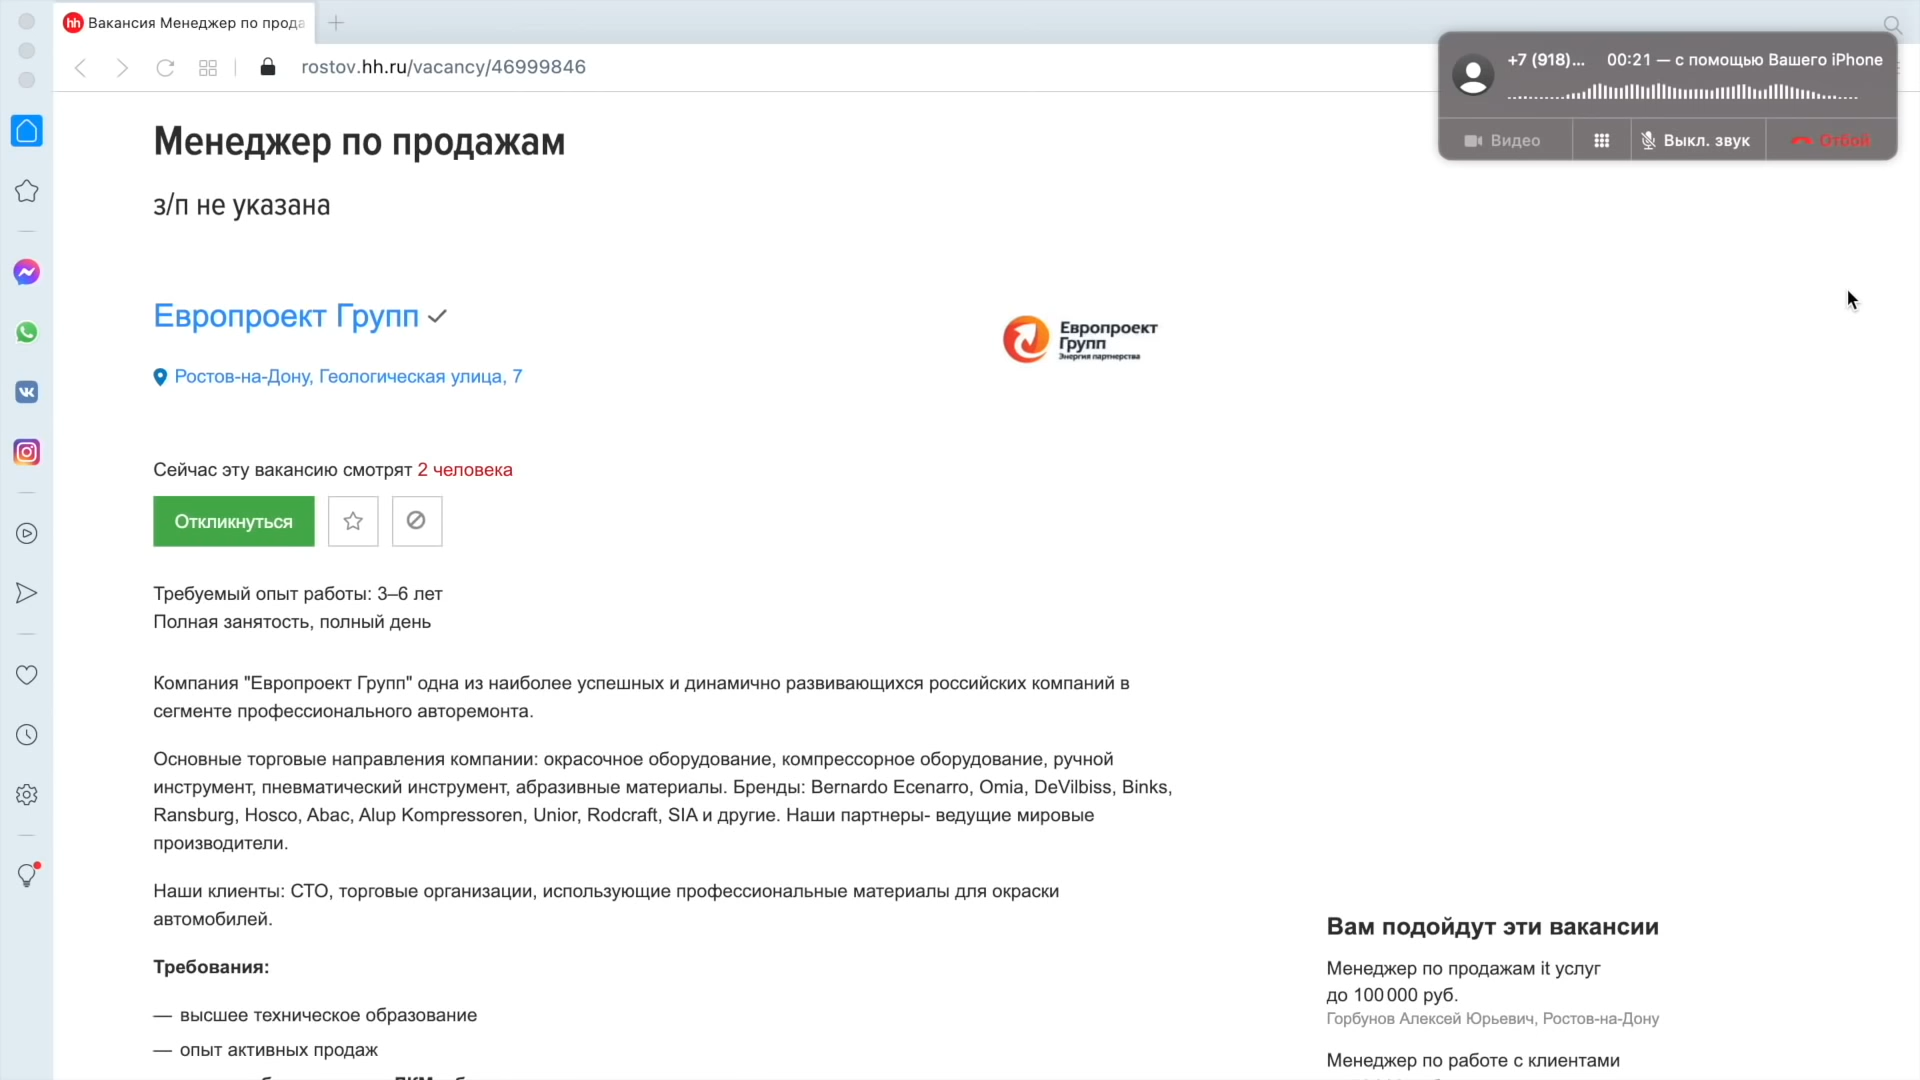 Вакансия Менеджер по прода
rostov.hh.ru/vacancy/46999846
+7 (918)... 00:21 — с помощью Вашего iPhone
Видео
Выкл. звук
Отбой
Менеджер по продажам
з/п не указана
Европроект Групп
Европроект
Групп
Энергия партнерства
Ростов-на-Дону, Геологическая улица, 7
Сейчас эту вакансию смотрят 2 человека
Откликнуться
Требуемый опыт работы: 3–6 лет
Полная занятость, полный день
Компания "Европроект Групп" одна из наиболее успешных и динамично развивающихся российских компаний в
сегменте профессионального авторемонта.
Основные торговые направления компании: окрасочное оборудование, компрессорное оборудование, ручной
инструмент, пневматический инструмент, абразивные материалы. Бренды: Bernardo Ecenarro, Omia, DeVilbiss, Binks,
Ransburg, Hosco, Abac, Alup Kompressoren, Unior, Rodcraft, SIA и другие. Наши партнеры- ведущие мировые
производители.
Наши клиенты: СТО, торговые организации, использующие профессиональные материалы для окраски
автомобилей.
Требования:
— высшее техническое образование
— опыт активных продаж
Вам подойдут эти вакансии
Менеджер по продажам it услуг
до 100 000 руб.
Горбунов Алексей Юрьевич, Ростов-на-Дону
Менеджер по работе с клиентами